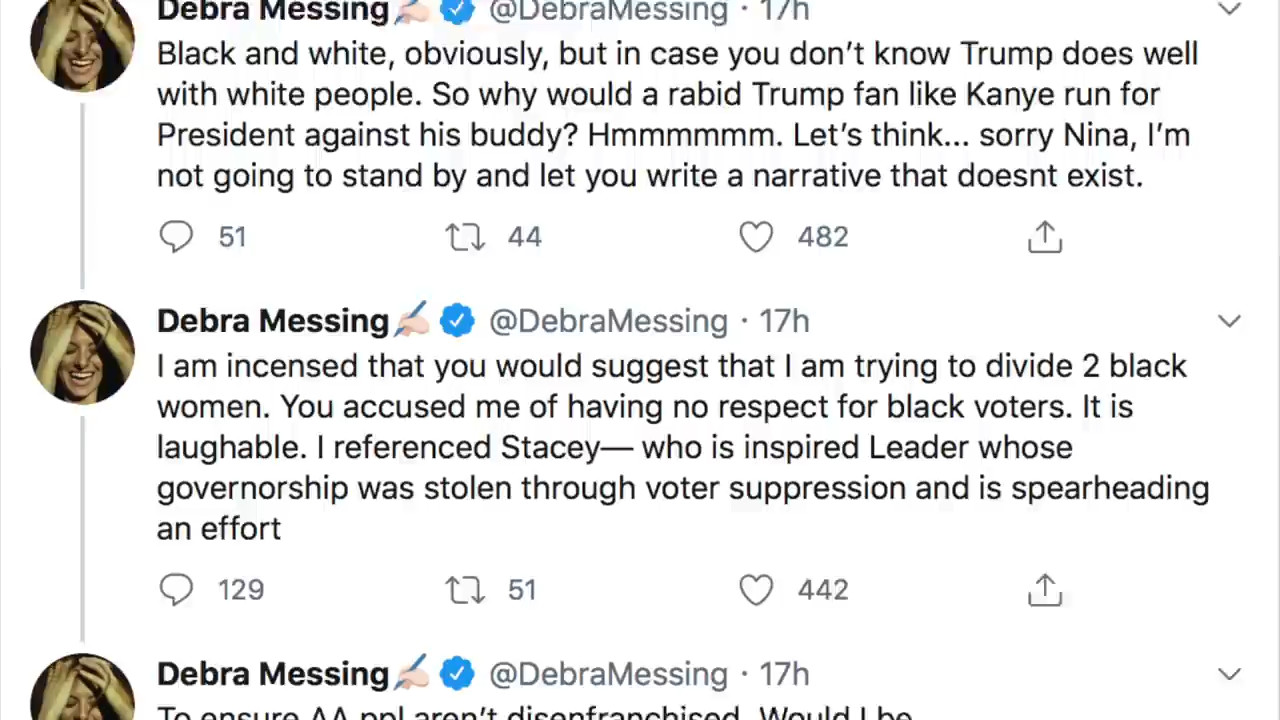 Debra Messing✍🏻 @DebraMessing · 17h
Black and white, obviously, but in case you don’t know Trump does well
with white people. So why would a rabid Trump fan like Kanye run for
President against his buddy? Hmmmmmm. Let’s think... sorry Nina, I’m
not going to stand by and let you write a narrative that doesnt exist.
51 44 482
Debra Messing✍🏻 @DebraMessing · 17h
I am incensed that you would suggest that I am trying to divide 2 black
women. You accused me of having no respect for black voters. It is
laughable. I referenced Stacey— who is inspired Leader whose
governorship was stolen through voter suppression and is spearheading
an effort
129 51 442
Debra Messing✍🏻 @DebraMessing · 17h
To ensure AA ppl aren’t disenfranchised. Would I be